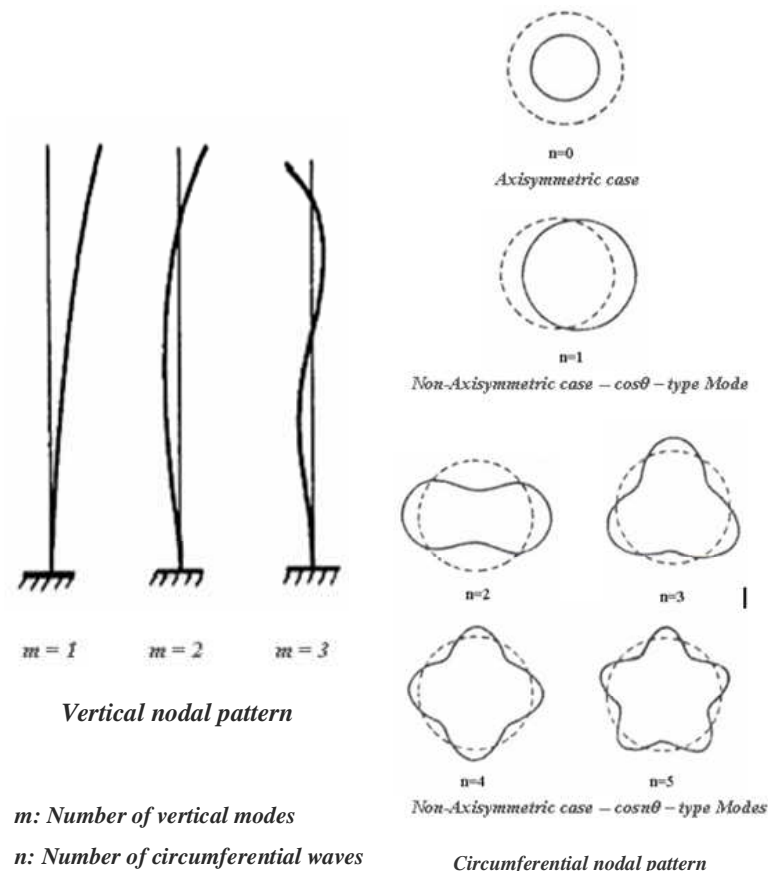 n=0
Axisymmetric case
n=1
Non-Axisymmetric case – cosθ – type Mode
n=2
n=3
m = 1
m = 2
m = 3
Vertical nodal pattern
n=4
n=5
Non-Axisymmetric case – cosnθ – type Modes
m: Number of vertical modes
n: Number of circumferential waves
Circumferential nodal pattern